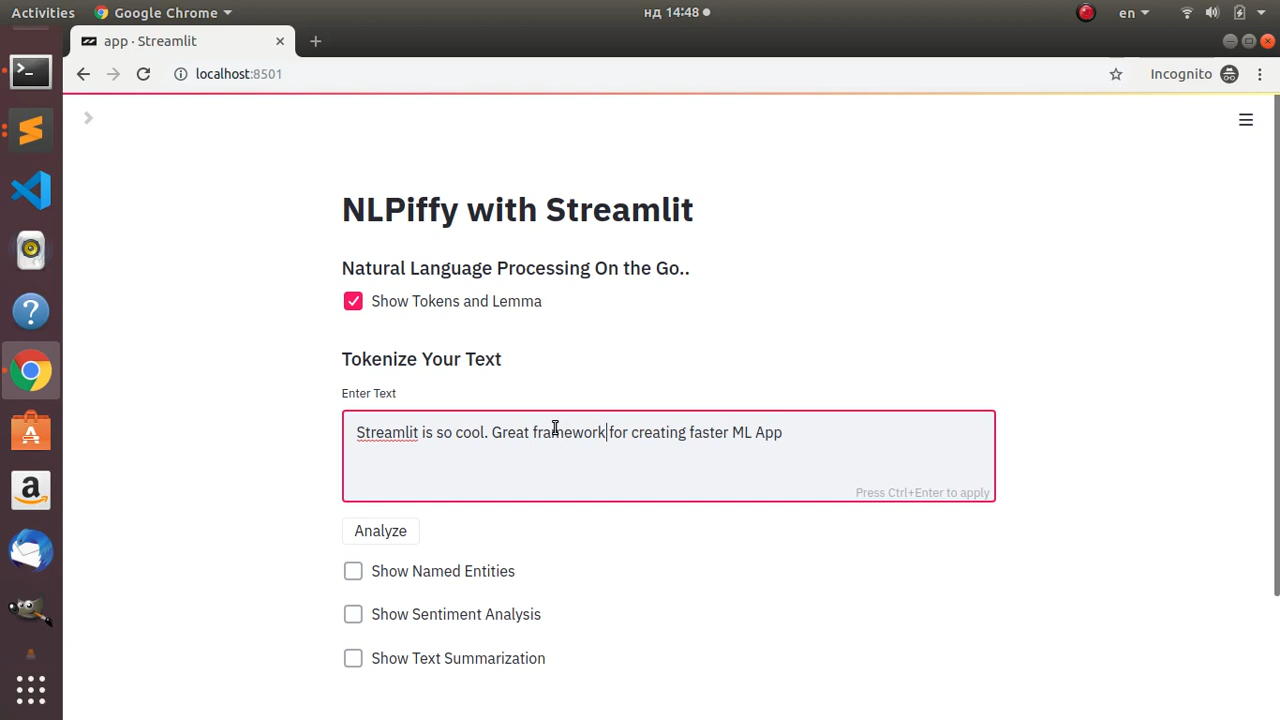 Activities Google Chrome нд 14:48 en
app · Streamlit
localhost:8501 Incognito
NLPiffy with Streamlit
Natural Language Processing On the Go..
Show Tokens and Lemma
Tokenize Your Text
Enter Text
Streamlit is so cool. Great framework for creating faster ML App
Press Ctrl+Enter to apply
Analyze
Show Named Entities
Show Sentiment Analysis
Show Text Summarization